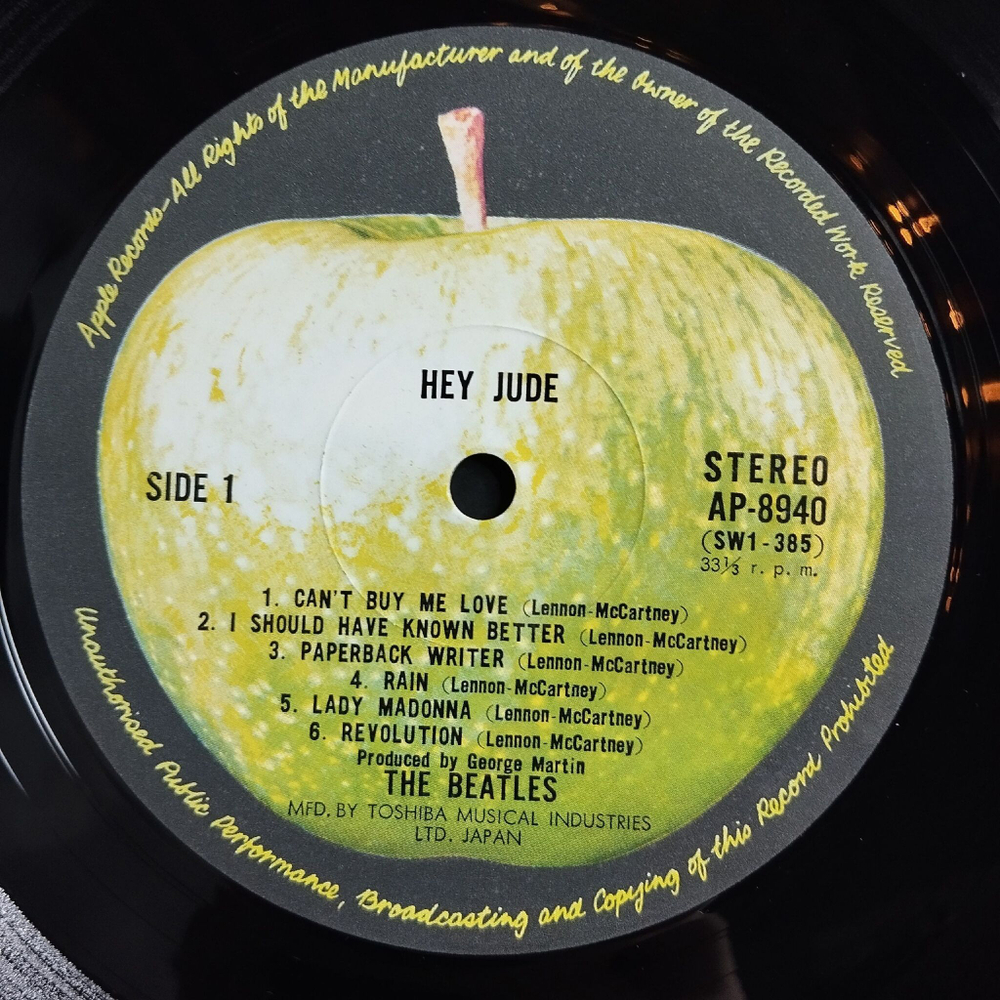 Apple Records-All Rights of the Manufacturer and of the Owner of the Recorded Work Reserved
HEY JUDE
SIDE 1
STEREO
AP-8940
(SW1-385)
33⅓ r. p. m.
1. CAN'T BUY ME LOVE (Lennon-McCartney)
2. I SHOULD HAVE KNOWN BETTER (Lennon-McCartney)
3. PAPERBACK WRITER (Lennon-McCartney)
4. RAIN (Lennon-McCartney)
5. LADY MADONNA (Lennon-McCartney)
6. REVOLUTION (Lennon-McCartney)
Produced by George Martin
THE BEATLES
MFD. BY TOSHIBA MUSICAL INDUSTRIES
LTD. JAPAN
Unauthorised Public Performance, Broadcasting and Copying of this Record Prohibited